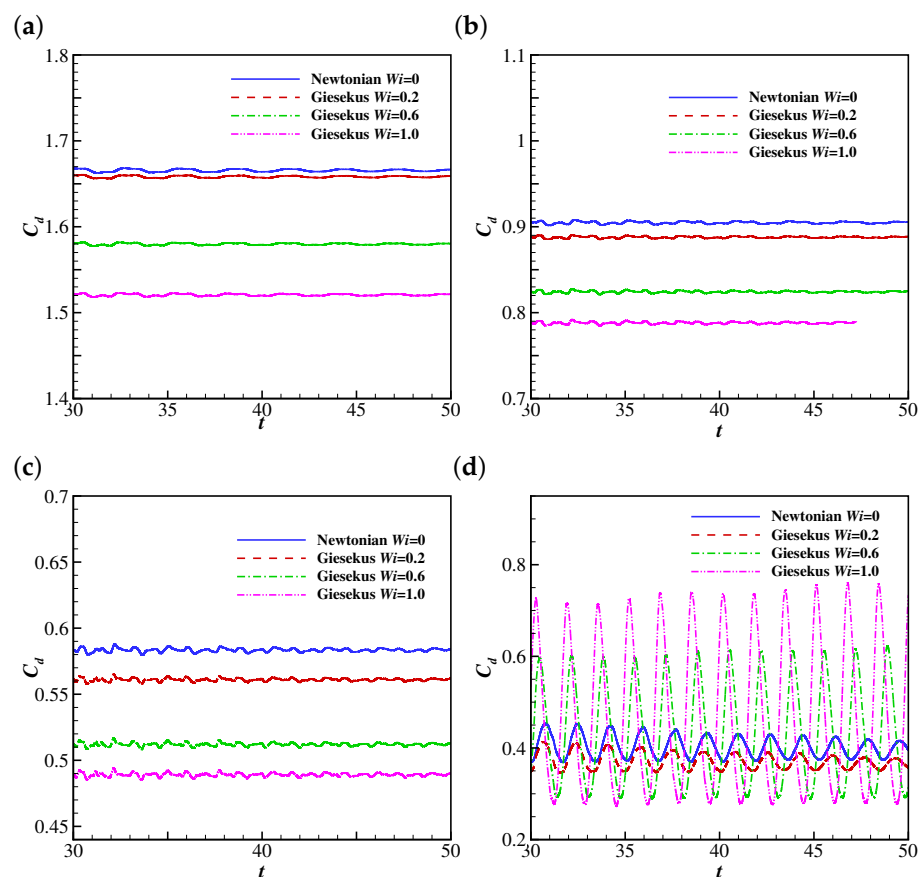 (a)
1.8
1.7
1.6
1.5
1.4
C_d
30 35 40 45 50
t
Newtonian Wi=0
Giesekus Wi=0.2
Giesekus Wi=0.6
Giesekus Wi=1.0
(b)
1.1
1
0.9
0.8
0.7
C_d
30 35 40 45 50
t
Newtonian Wi=0
Giesekus Wi=0.2
Giesekus Wi=0.6
Giesekus Wi=1.0
(c)
0.7
0.65
0.6
0.55
0.5
0.45
C_d
30 40 50
t
Newtonian Wi=0
Giesekus Wi=0.2
Giesekus Wi=0.6
Giesekus Wi=1.0
(d)
0.8
0.6
0.4
0.2
C_d
30 35 40 45 50
t
Newtonian Wi=0
Giesekus Wi=0.2
Giesekus Wi=0.6
Giesekus Wi=1.0